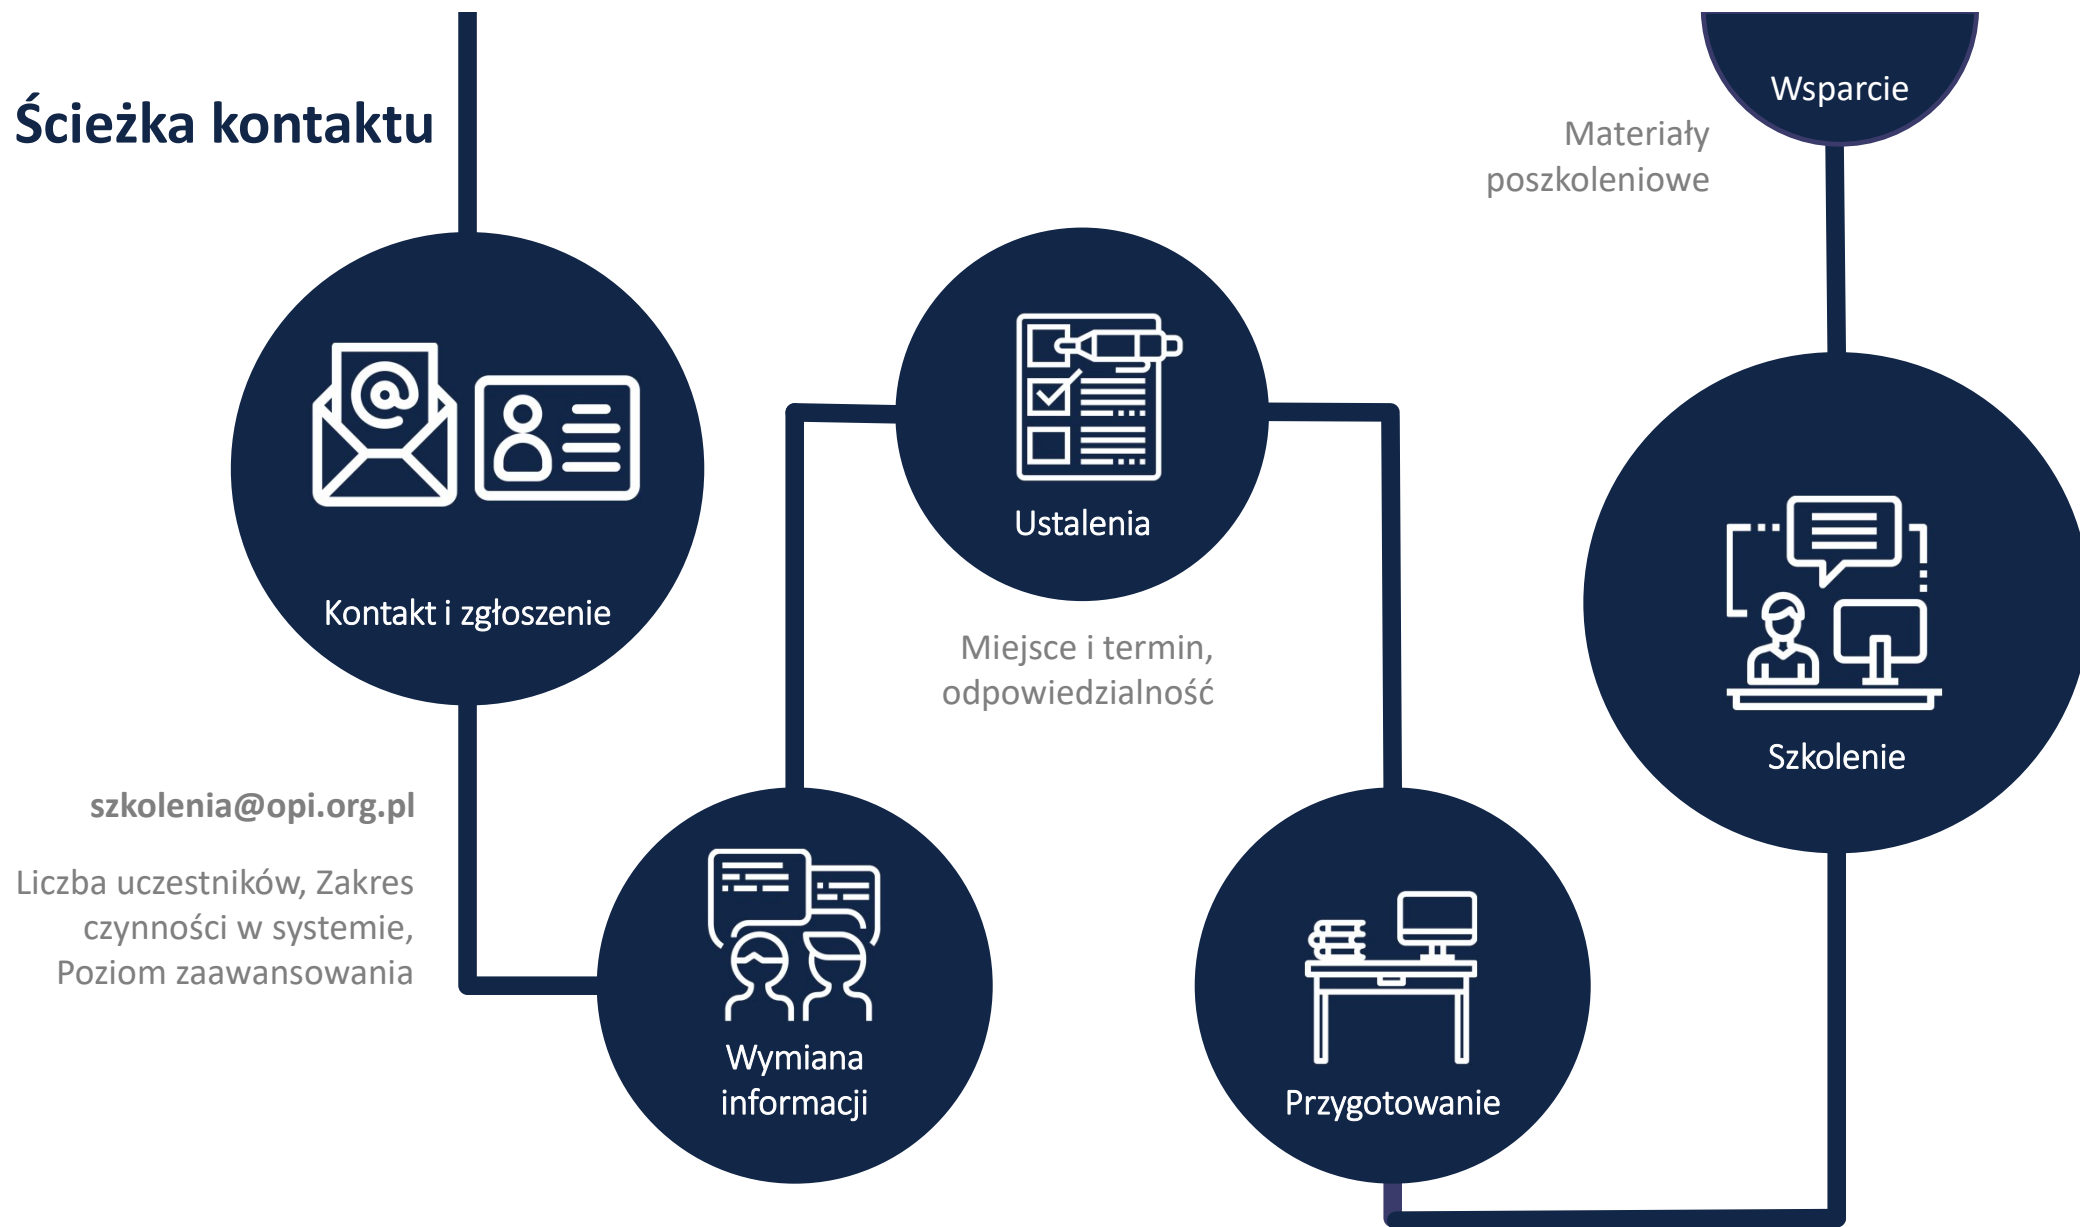 Ścieżka kontaktu
Kontakt i zgłoszenie
szkolenia@opi.org.pl
Liczba uczestników, Zakres
czynności w systemie,
Poziom zaawansowania
Wymiana
informacji
Ustalenia
Miejsce i termin,
odpowiedzialność
Przygotowanie
Szkolenie
Wsparcie
Materiały
poszkoleniowe